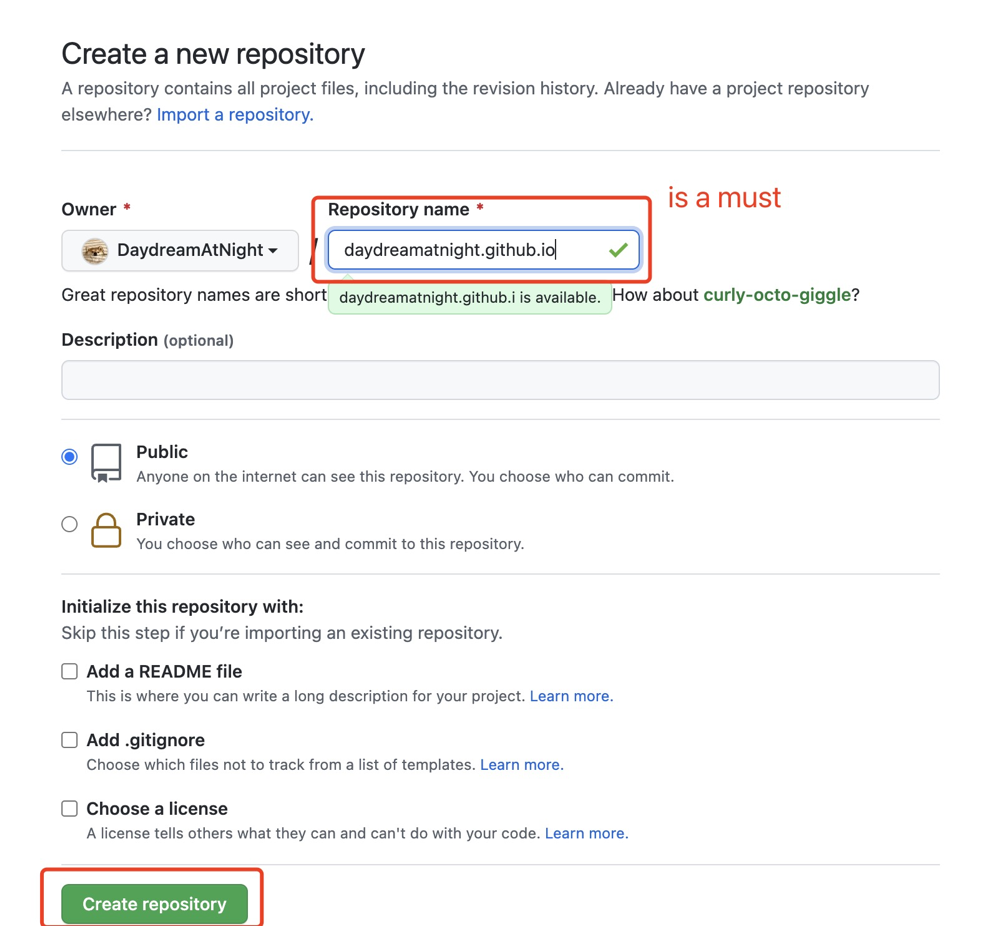 Create a new repository
A repository contains all project files, including the revision history. Already have a project repository
elsewhere? Import a repository.
is a must
Owner *
Repository name *
DaydreamAtNight
/
daydreamatnight.github.io
Great repository names are short
daydreamatnight.github.i is available.
How about curly-octo-giggle?
Description (optional)
Public
Anyone on the internet can see this repository. You choose who can commit.
Private
You choose who can see and commit to this repository.
Initialize this repository with:
Skip this step if you’re importing an existing repository.
Add a README file
This is where you can write a long description for your project. Learn more.
Add .gitignore
Choose which files not to track from a list of templates. Learn more.
Choose a license
A license tells others what they can and can't do with your code. Learn more.
Create repository